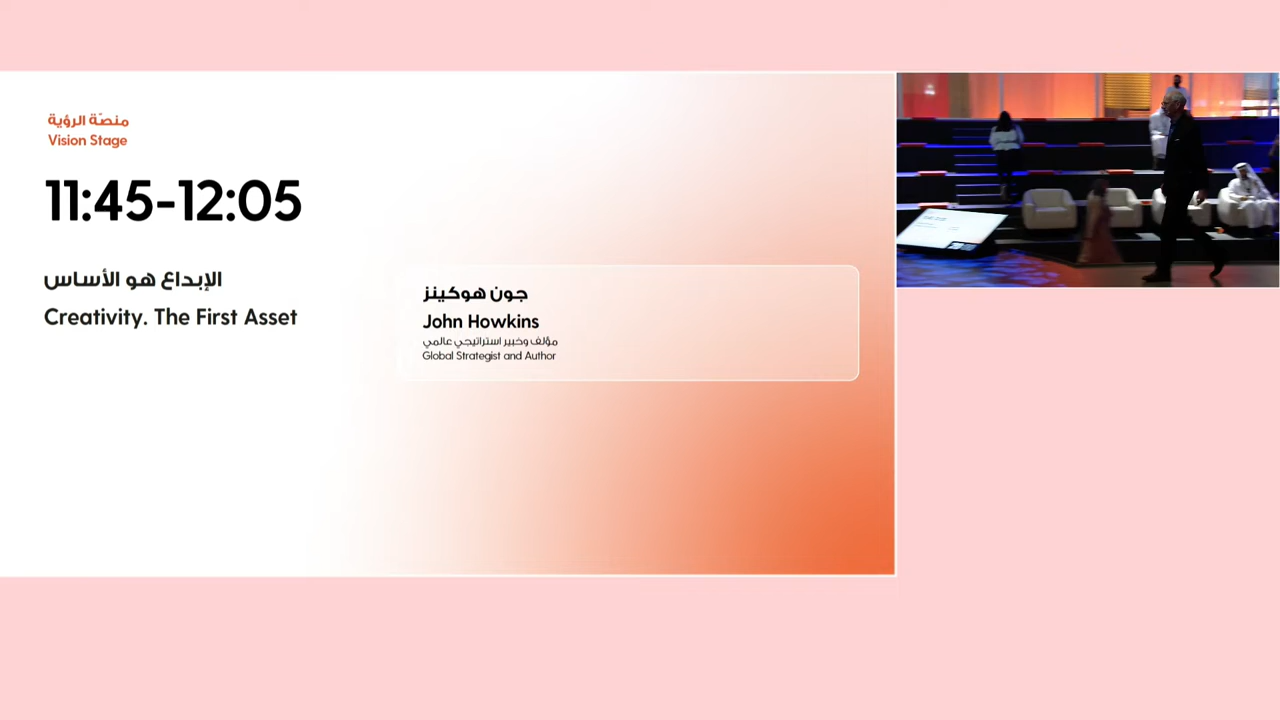 منصّة الرؤية
Vision Stage
11:45-12:05
الإبداع هو الأساس
Creativity. The First Asset
جون هوكينز
John Howkins
مؤلف وخبير استراتيجي عالمي
Global Strategist and Author